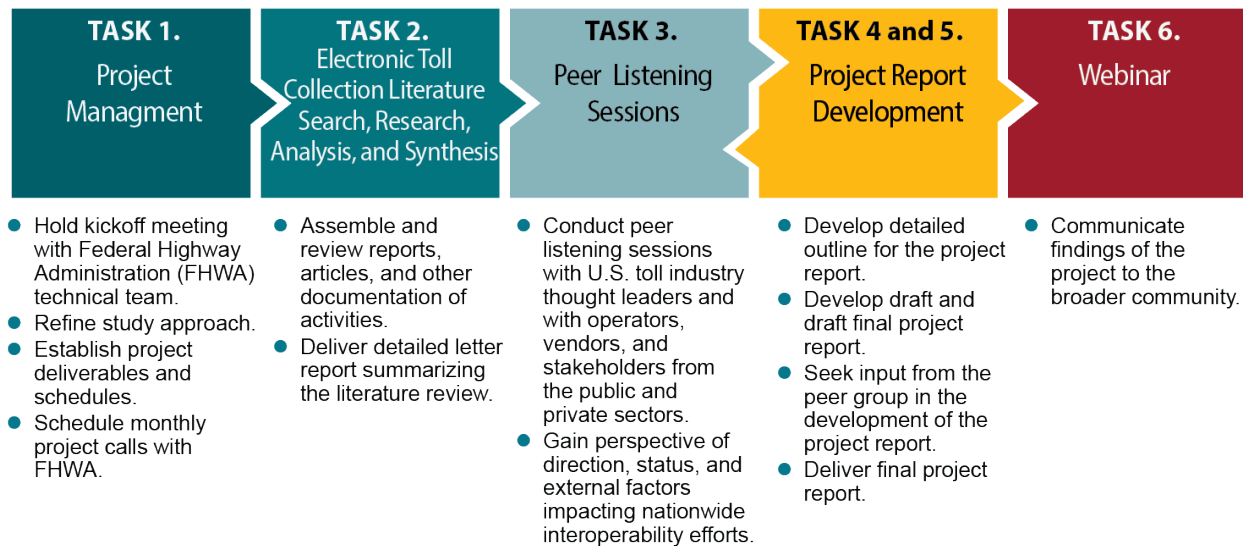 TASK 1.
Project
Managment
TASK 2.
Electronic Toll
Collection Literature
Search, Research,
Analysis, and Synthesis
TASK 3.
Peer Listening
Sessions
TASK 4 and 5.
Project Report
Development
TASK 6.
Webinar
Hold kickoff meeting
with Federal Highway
Administration (FHWA)
technical team.
Refine study approach.
Establish project
deliverables and
schedules.
Schedule monthly
project calls with
FHWA.
Assemble and
review reports,
articles, and other
documentation of
activities.
Deliver detailed letter
report summarizing
the literature review.
Conduct peer
listening sessions
with U.S. toll industry
thought leaders and
with operators,
vendors, and
stakeholders from
the public and
private sectors.
Gain perspective of
direction, status, and
external factors
impacting nationwide
interoperability efforts.
Develop detailed
outline for the project
report.
Develop draft and
draft final project
report.
Seek input from the
peer group in the
development of the
project report.
Deliver final project
report.
Communicate
findings of the
project to the
broader community.